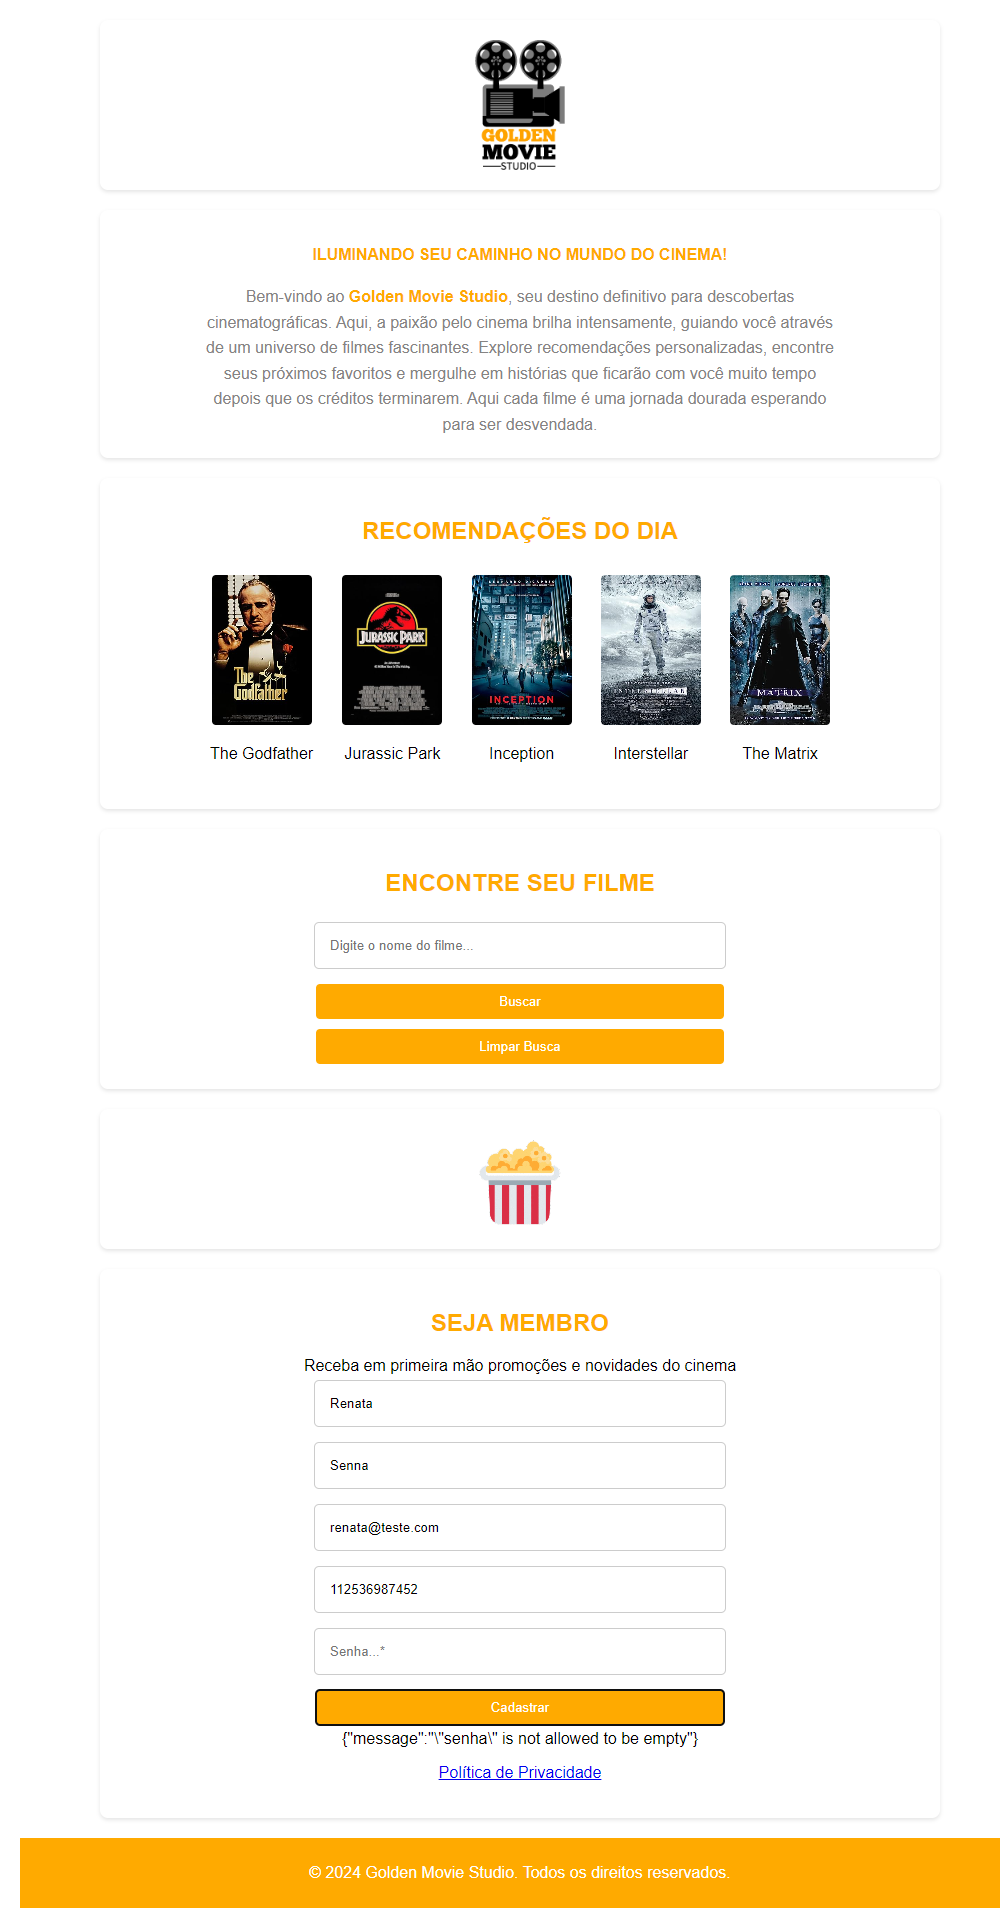 GOLDEN
MOVIE
STUDIO
ILUMINANDO SEU CAMINHO NO MUNDO DO CINEMA!
Bem-vindo ao Golden Movie Studio, seu destino definitivo para descobertas
cinematográficas. Aqui, a paixão pelo cinema brilha intensamente, guiando você através
de um universo de filmes fascinantes. Explore recomendações personalizadas, encontre
seus próximos favoritos e mergulhe em histórias que ficarão com você muito tempo
depois que os créditos terminarem. Aqui cada filme é uma jornada dourada esperando
para ser desvendada.
RECOMENDAÇÕES DO DIA
The Godfather
JURASSIC PARK
INCEPTION
INTERSTELLAR
MATRIX
The Godfather
Jurassic Park
Inception
Interstellar
The Matrix
ENCONTRE SEU FILME
Digite o nome do filme...
Buscar
Limpar Busca
SEJA MEMBRO
Receba em primeira mão promoções e novidades do cinema
Renata
Senna
renata@teste.com
112536987452
Senha...*
Cadastrar
{"message":"\"senha\" is not allowed to be empty"}
Política de Privacidade
© 2024 Golden Movie Studio. Todos os direitos reservados.